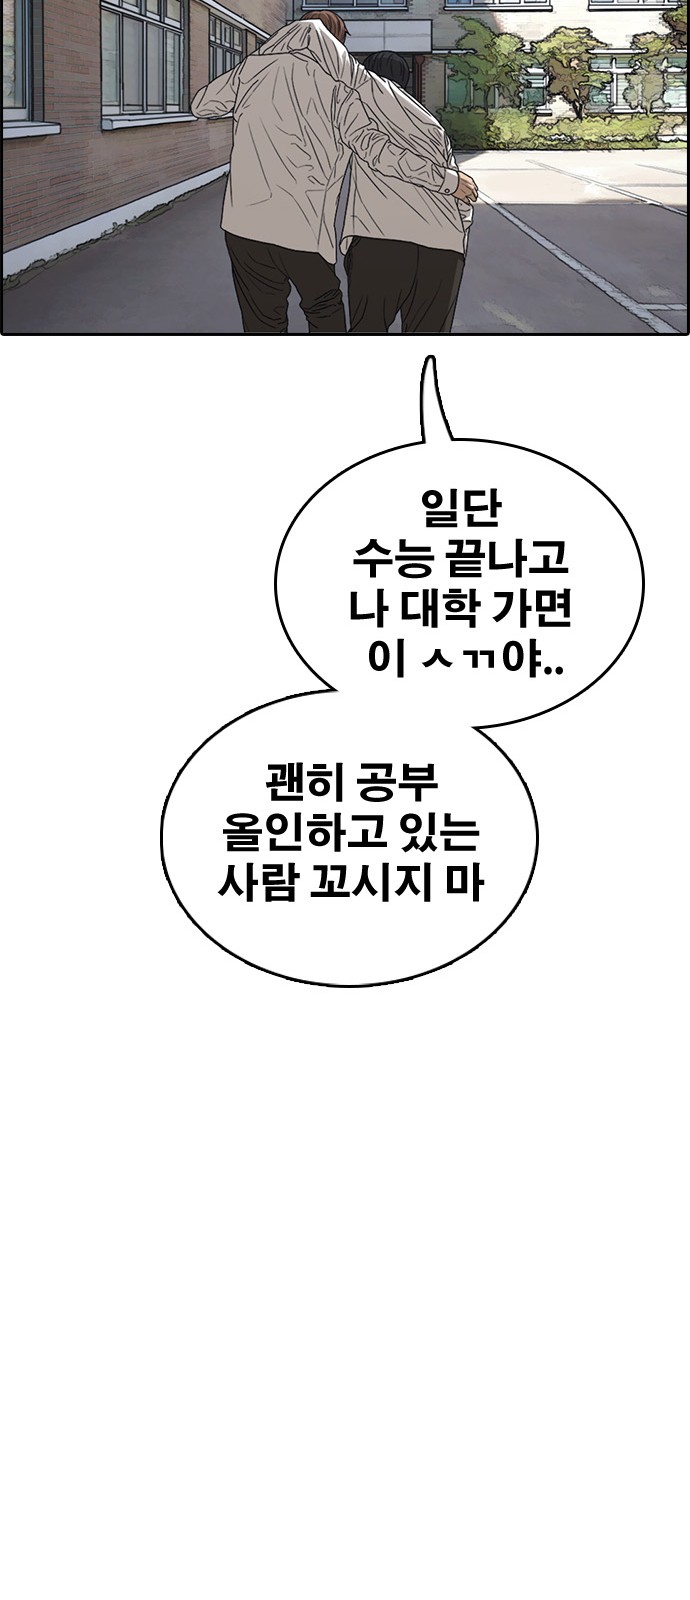 일단
수능 끝나고
나 대학 가면
이 ㅅㄲ야..
괜히 공부
올인하고 있는
사람 꼬시지 마